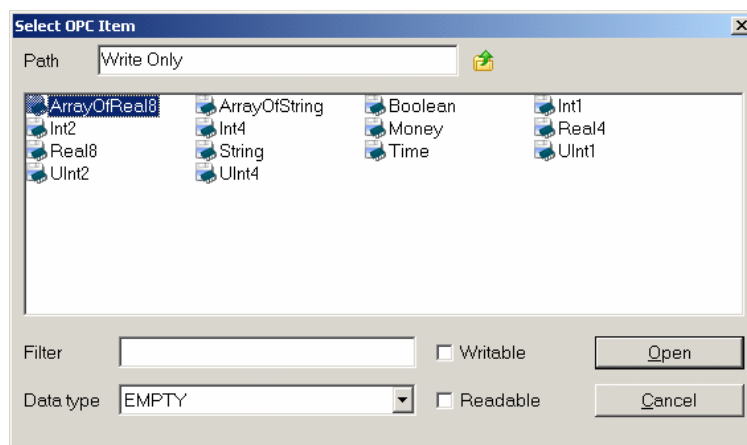 Select OPC Item
Path Write Only
ArrayOfReal8 ArrayOfString Boolean Int1
Int2 Int4 Money Real4
Real8 String Time UInt1
UInt2 UInt4
Filter Writable Open
Data type EMPTY Readable Cancel